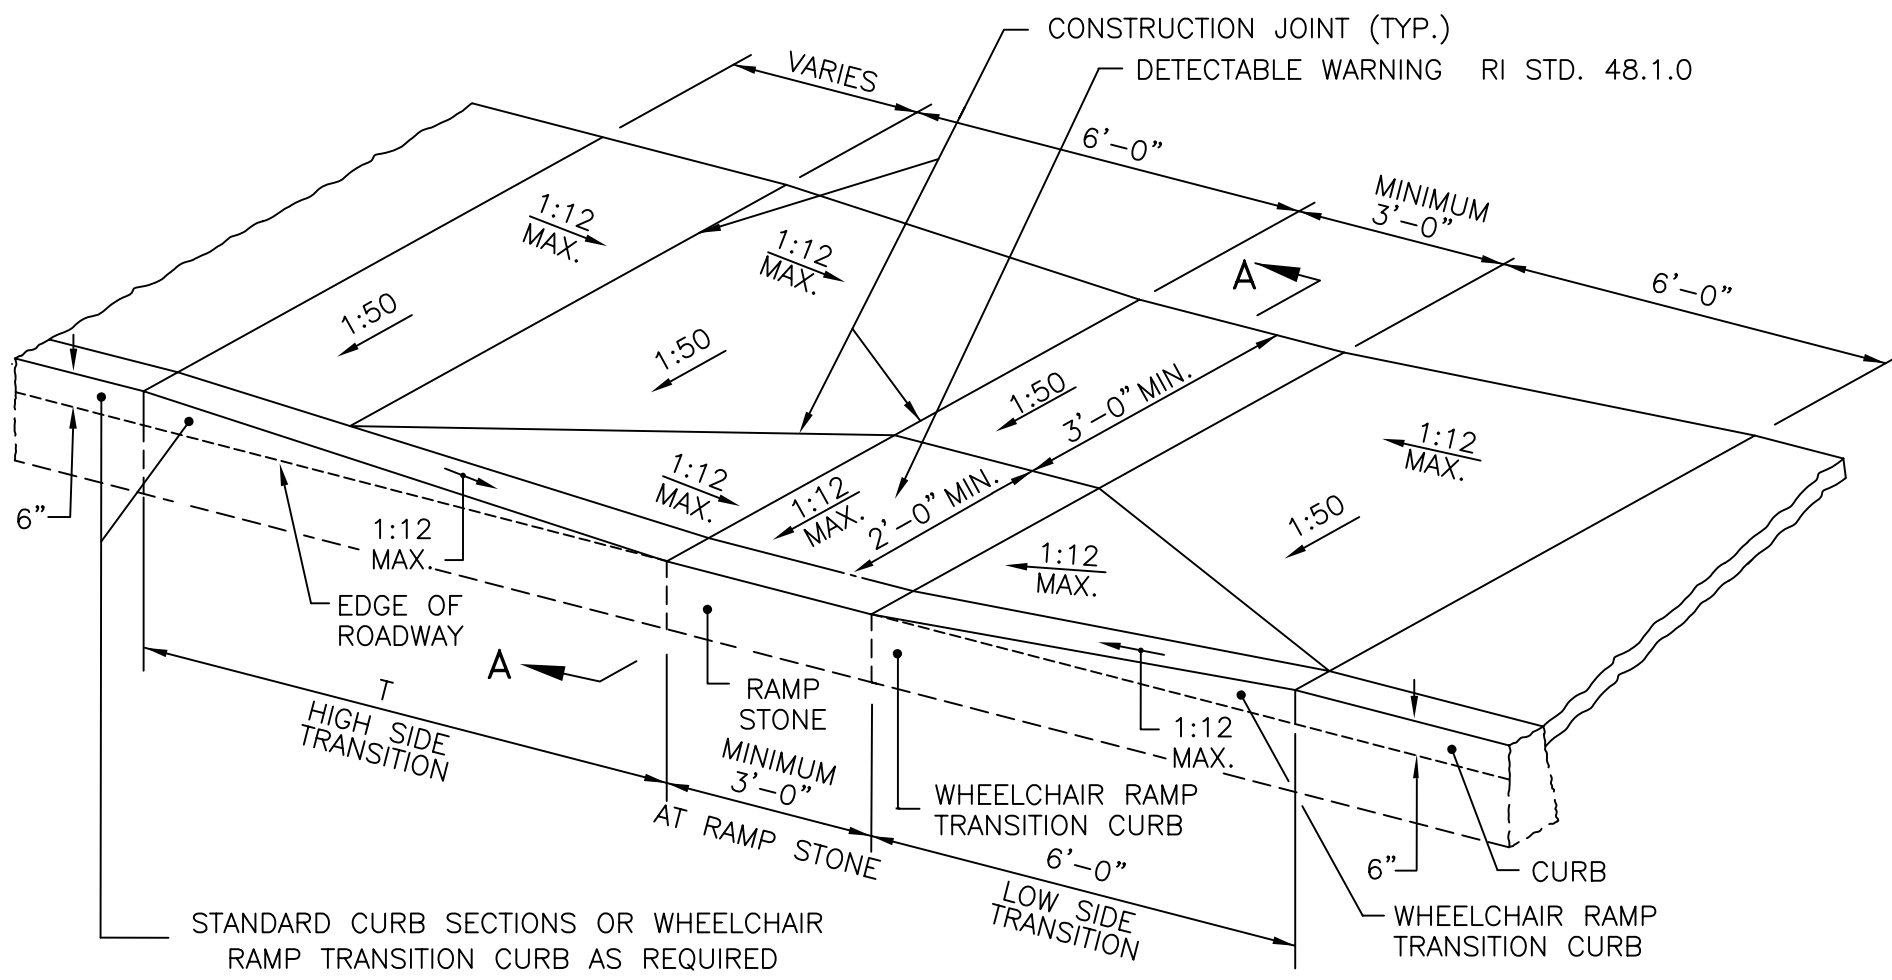 CONSTRUCTION JOINT (TYP.)
DETECTABLE WARNING RI STD. 48.1.0
VARIES
6'-0"
MINIMUM
3'-0"
6'-0"
1:12
MAX.
1:12
MAX.
A
1:50
1:50
1:50
3'-0" MIN.
1:12
MAX.
1:12
MAX.
1:12
MAX.
2'-0" MIN.
1:50
6"
1:12
MAX.
1:12
MAX.
EDGE OF
ROADWAY
A
T
HIGH SIDE
TRANSITION
RAMP
STONE
MINIMUM
3'-0"
AT RAMP STONE
1:12
MAX.
WHEELCHAIR RAMP
TRANSITION CURB
6'-0"
LOW SIDE
TRANSITION
6"
CURB
WHEELCHAIR RAMP
TRANSITION CURB
STANDARD CURB SECTIONS OR WHEELCHAIR
RAMP TRANSITION CURB AS REQUIRED